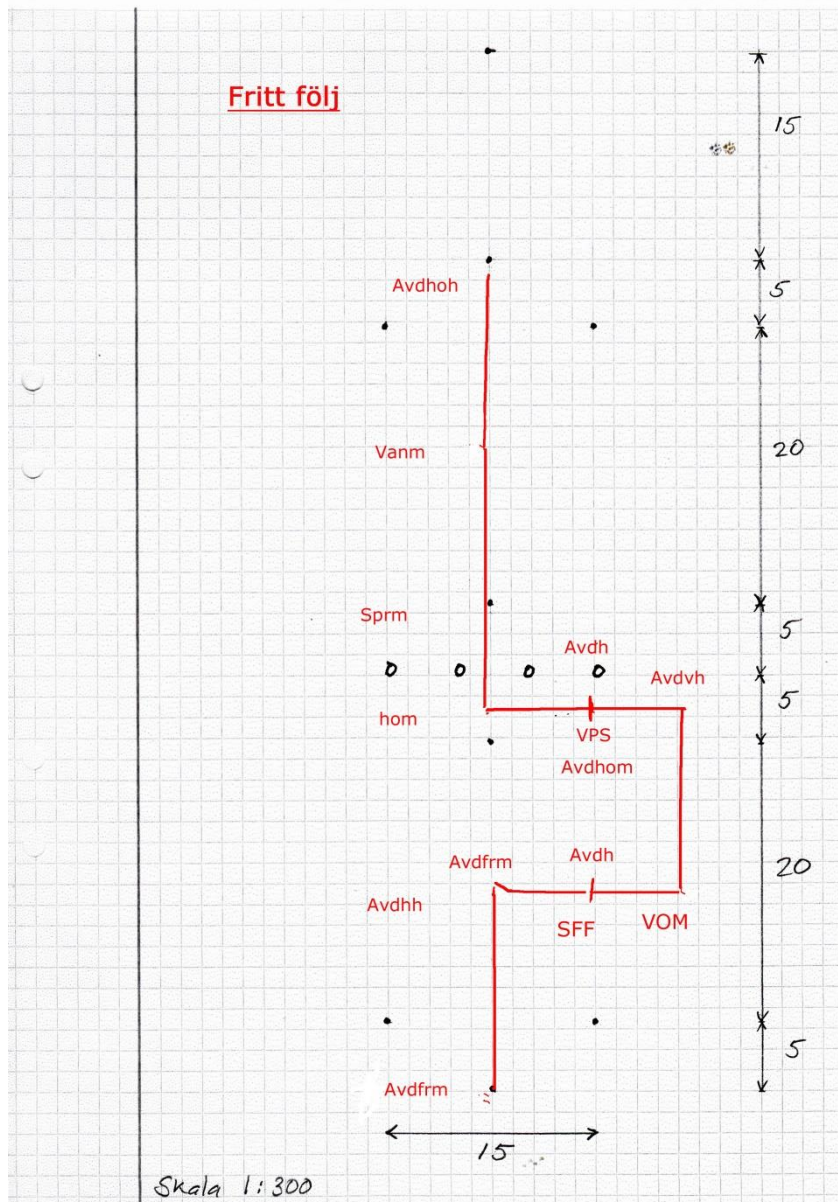 Fritt följ
15
Avdhoh
5
Vanm
20
Sprm
5
Avdh
Avdvh
5
hom
VPS
Avdhom
Avdfrm
Avdh
20
Avdhh
SFF
VOM
5
Avdfrm
15
Skala 1:300